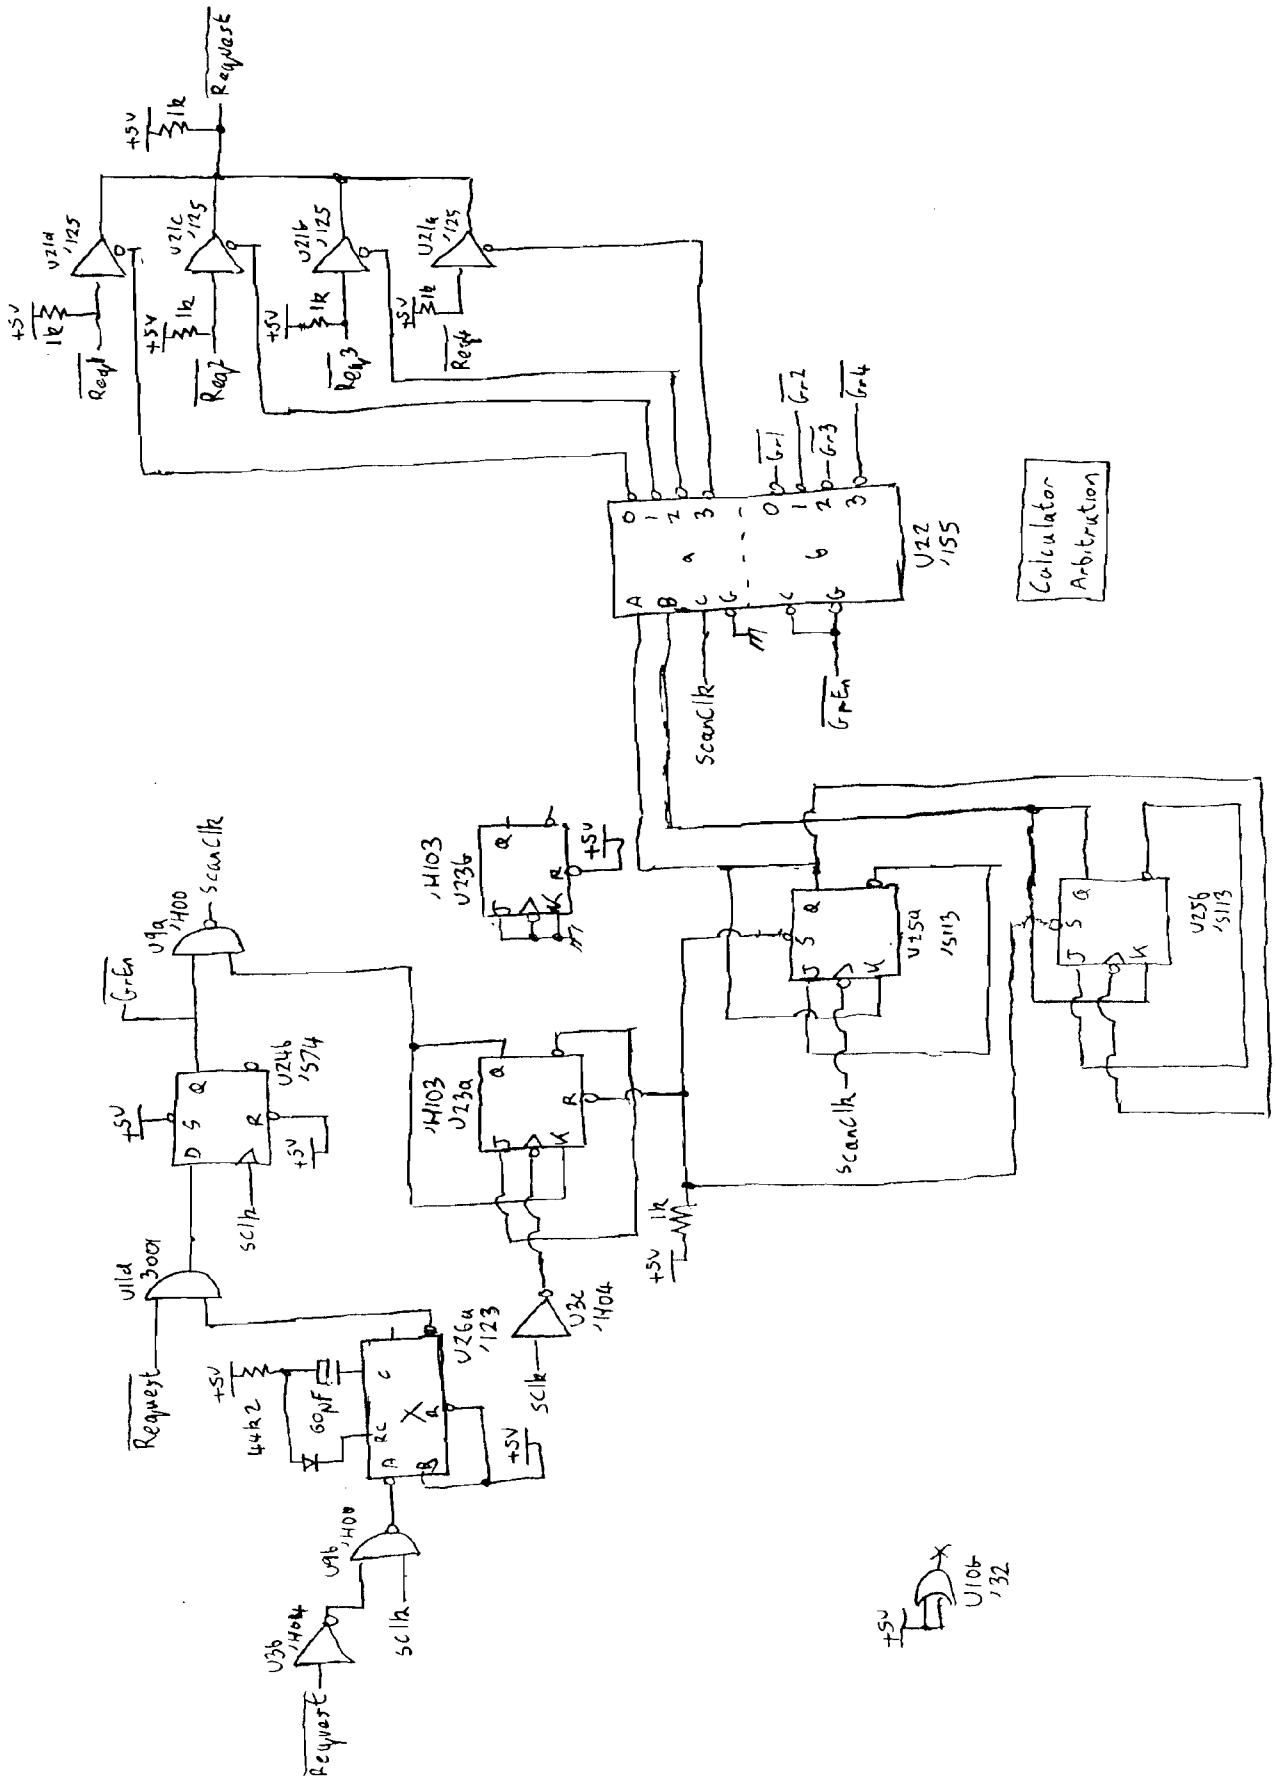 +5V
1k
Request
+5V
1k
Req1
U21d
'125
+5V
1k
Req2
U21c
'125
+5V
1k
Req3
U21b
'125
+5V
1k
Req4
U21a
'125
A
B
C
G
a
0
1
2
3
C
G
b
0
1
2
3
Gr1
Gr2
Gr3
Gr4
U22
'155
ScanClk
GrEn
Calculator
Arbitration
Request
U3b
'H04
SClk
U9b
'H00
+5V
44k2
60nF
A
B
RC
C
X
R
U26a
'123
+5V
Request
U11d
3001
SClk
+5V
D
S
Q
R
U24b
'S74
+5V
GrEn
U9a
'H00
ScanClk
SClk
U3c
'H04
J
K
Q
R
'H103
U23a
J
K
Q
R
'H103
U23b
+5V
+5V
1k
ScanClk
J
K
S
Q
U25a
'S113
J
K
S
Q
U25b
'S113
+5V
X
U10b
'32